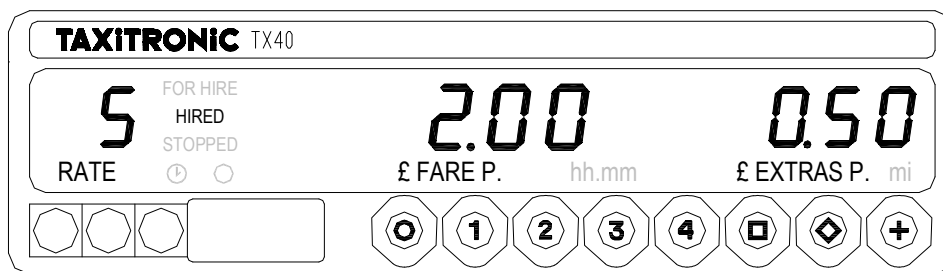 TAXiTRONiC TX40
5 FOR HIRE 2.00 0.50
HIRED
STOPPED
RATE £ FARE P. hh.mm £ EXTRAS P. mi
1 2 3 4